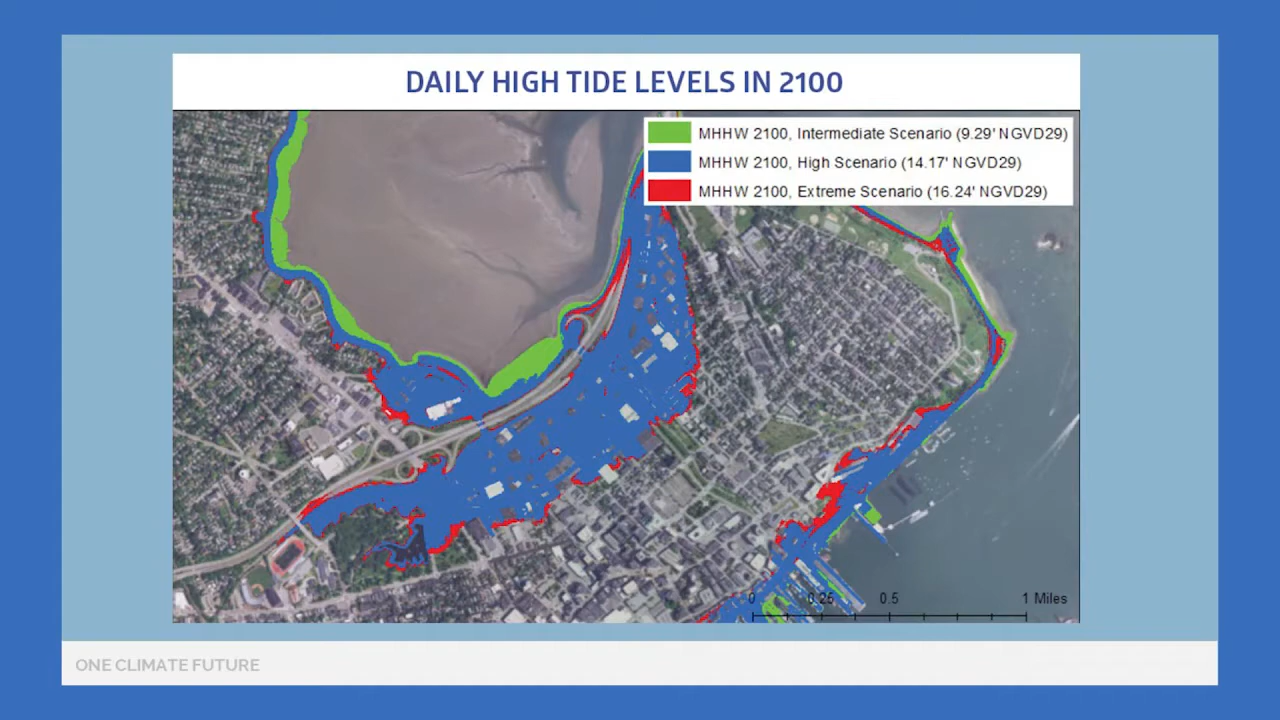 DAILY HIGH TIDE LEVELS IN 2100
MHHW 2100, Intermediate Scenario (9.29' NGVD29)
MHHW 2100, High Scenario (14.17' NGVD29)
MHHW 2100, Extreme Scenario (16.24' NGVD29)
0 0.25 0.5 1 Miles
ONE CLIMATE FUTURE